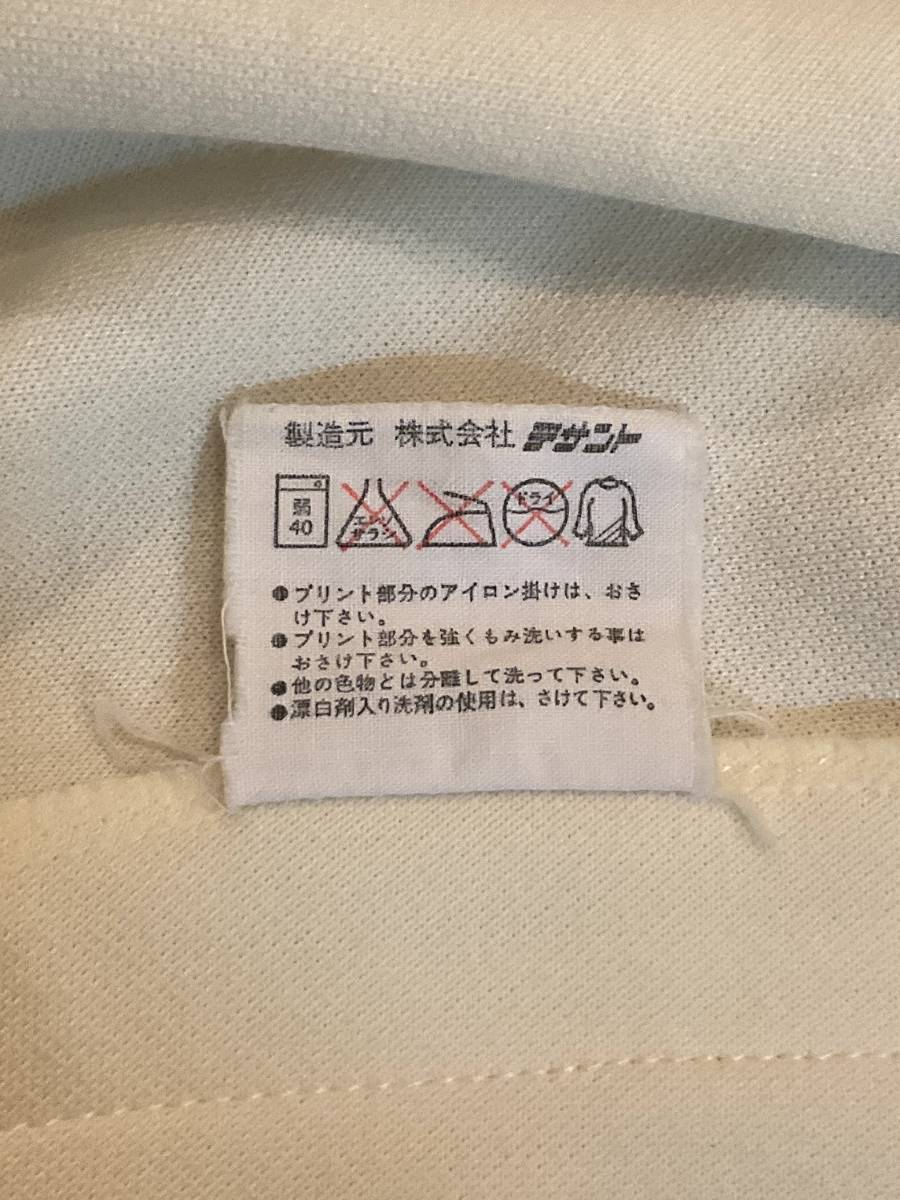 製造元 株式会社 デサント
弱
40
エンソ
サラシ
ドライ
●プリント部分のアイロン掛けは、おさ
け下さい。
●プリント部分を強くもみ洗いする事は
おさけ下さい。
●他の色物とは分離して洗って下さい。
●漂白剤入り洗剤の使用は、さけて下さい。